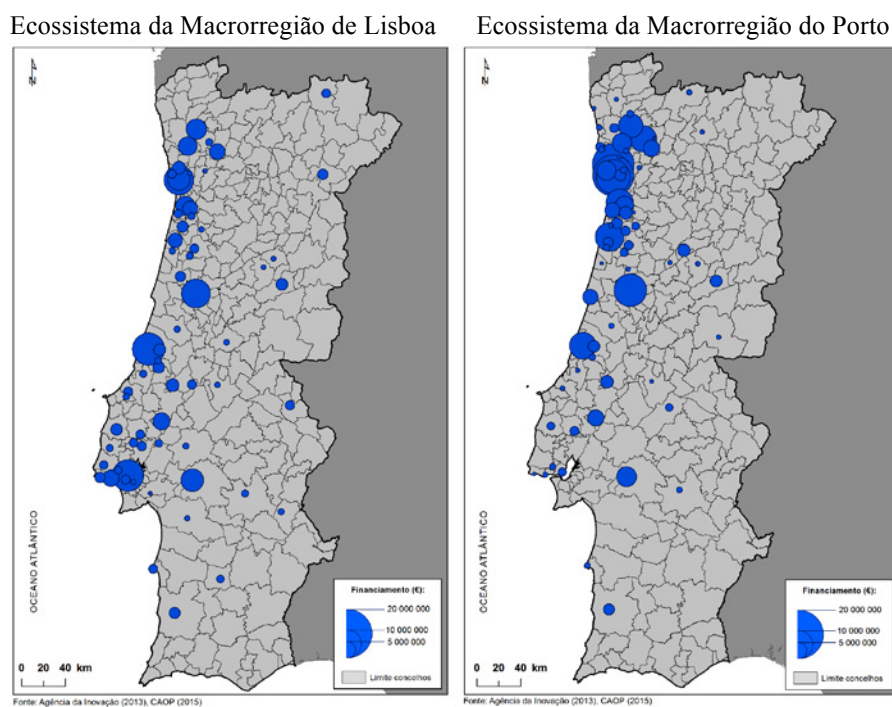 Ecossistema da Macrorregião de Lisboa
Ecossistema da Macrorregião do Porto
N
OCEANO ATLÂNTICO
Financiamento (€):
20 000 000
10 000 000
5 000 000
Limite concelhos
0 20 40 km
Fonte: Agência da Inovação (2013), CAOP (2015)
N
OCEANO ATLÂNTICO
Financiamento (€):
20 000 000
10 000 000
5 000 000
Limite concelhos
0 20 40 km
Fonte: Agência da Inovação (2013), CAOP (2015)